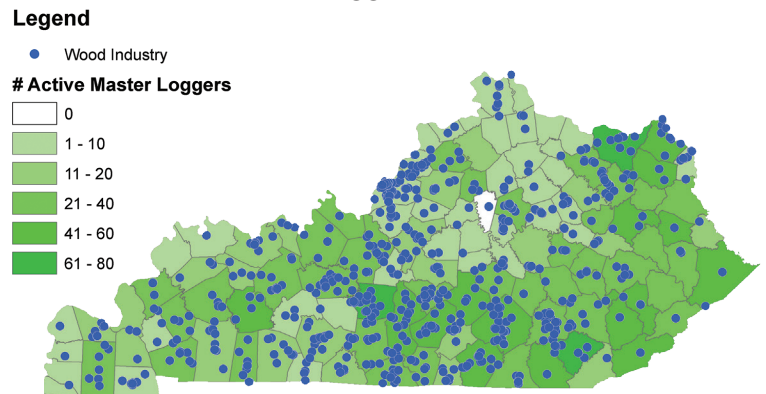 Legend
Wood Industry
# Active Master Loggers
0
1 - 10
11 - 20
21 - 40
41 - 60
61 - 80